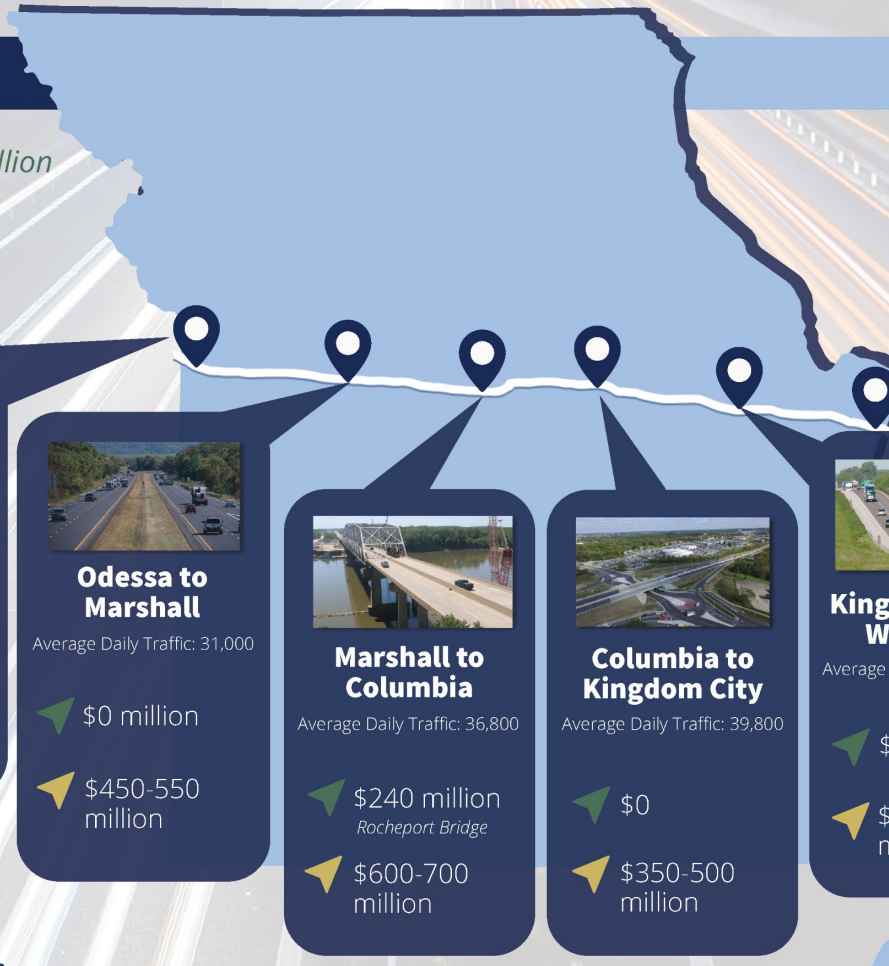 Odessa to
Marshall
Average Daily Traffic: 31,000
$0 million
$450-550
million
Marshall to
Columbia
Average Daily Traffic: 36,800
$240 million
Rocheport Bridge
$600-700
million
Columbia to
Kingdom City
Average Daily Traffic: 39,800
$0
$350-500
million
Average
$
$